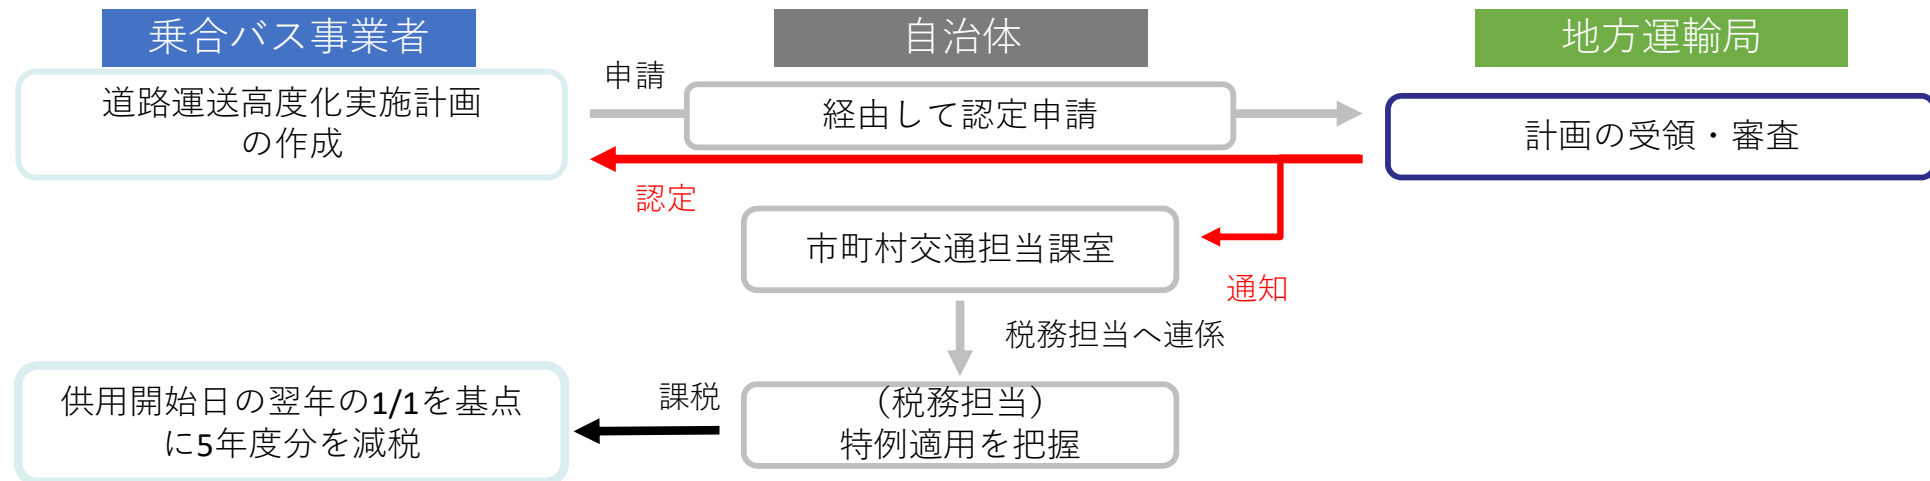 乗合バス事業者
自治体
地方運輸局
道路運送高度化実施計画
の作成
申請
経由して認定申請
計画の受領・審査
認定
市町村交通担当課室
通知
税務担当へ連係
供用開始日の翌年の1/1を基点
に5年度分を減税
課税
（税務担当）
特例適用を把握